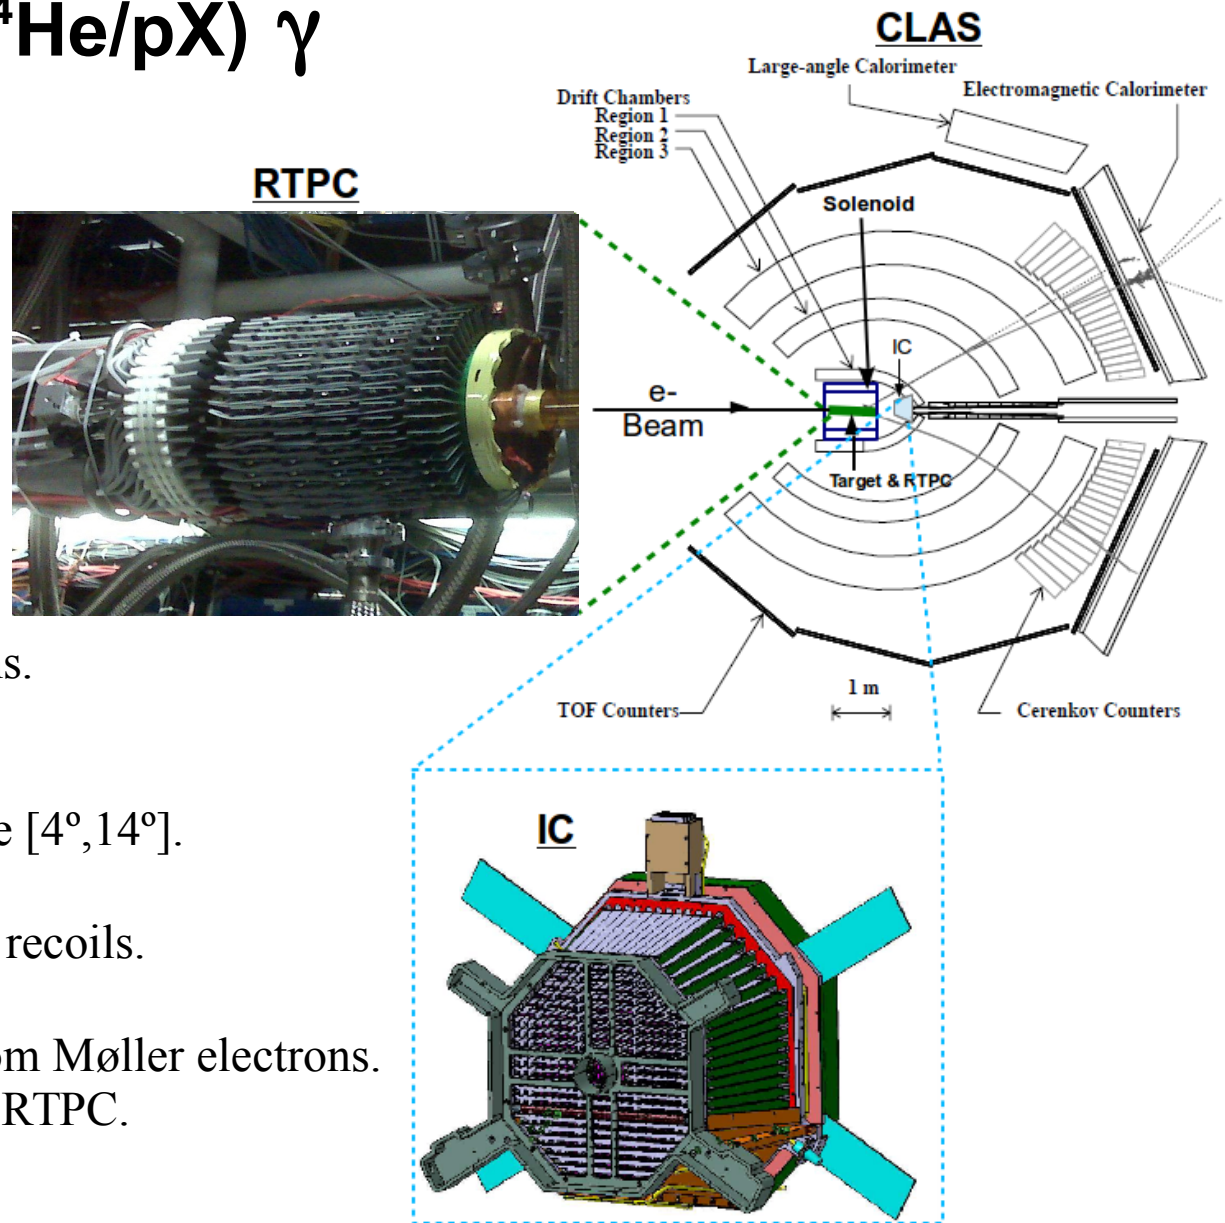 ⁴He/pX) γ
CLAS
Large-angle Calorimeter
Electromagnetic Calorimeter
Drift Chambers
Region 1
Region 2
Region 3
RTPC
Solenoid
IC
e-
Beam
Target & RTPC
1 m
TOF Counters
Cerenkov Counters
s.
e [4º,14º].
IC
recoils.
m Møller electrons.
RTPC.